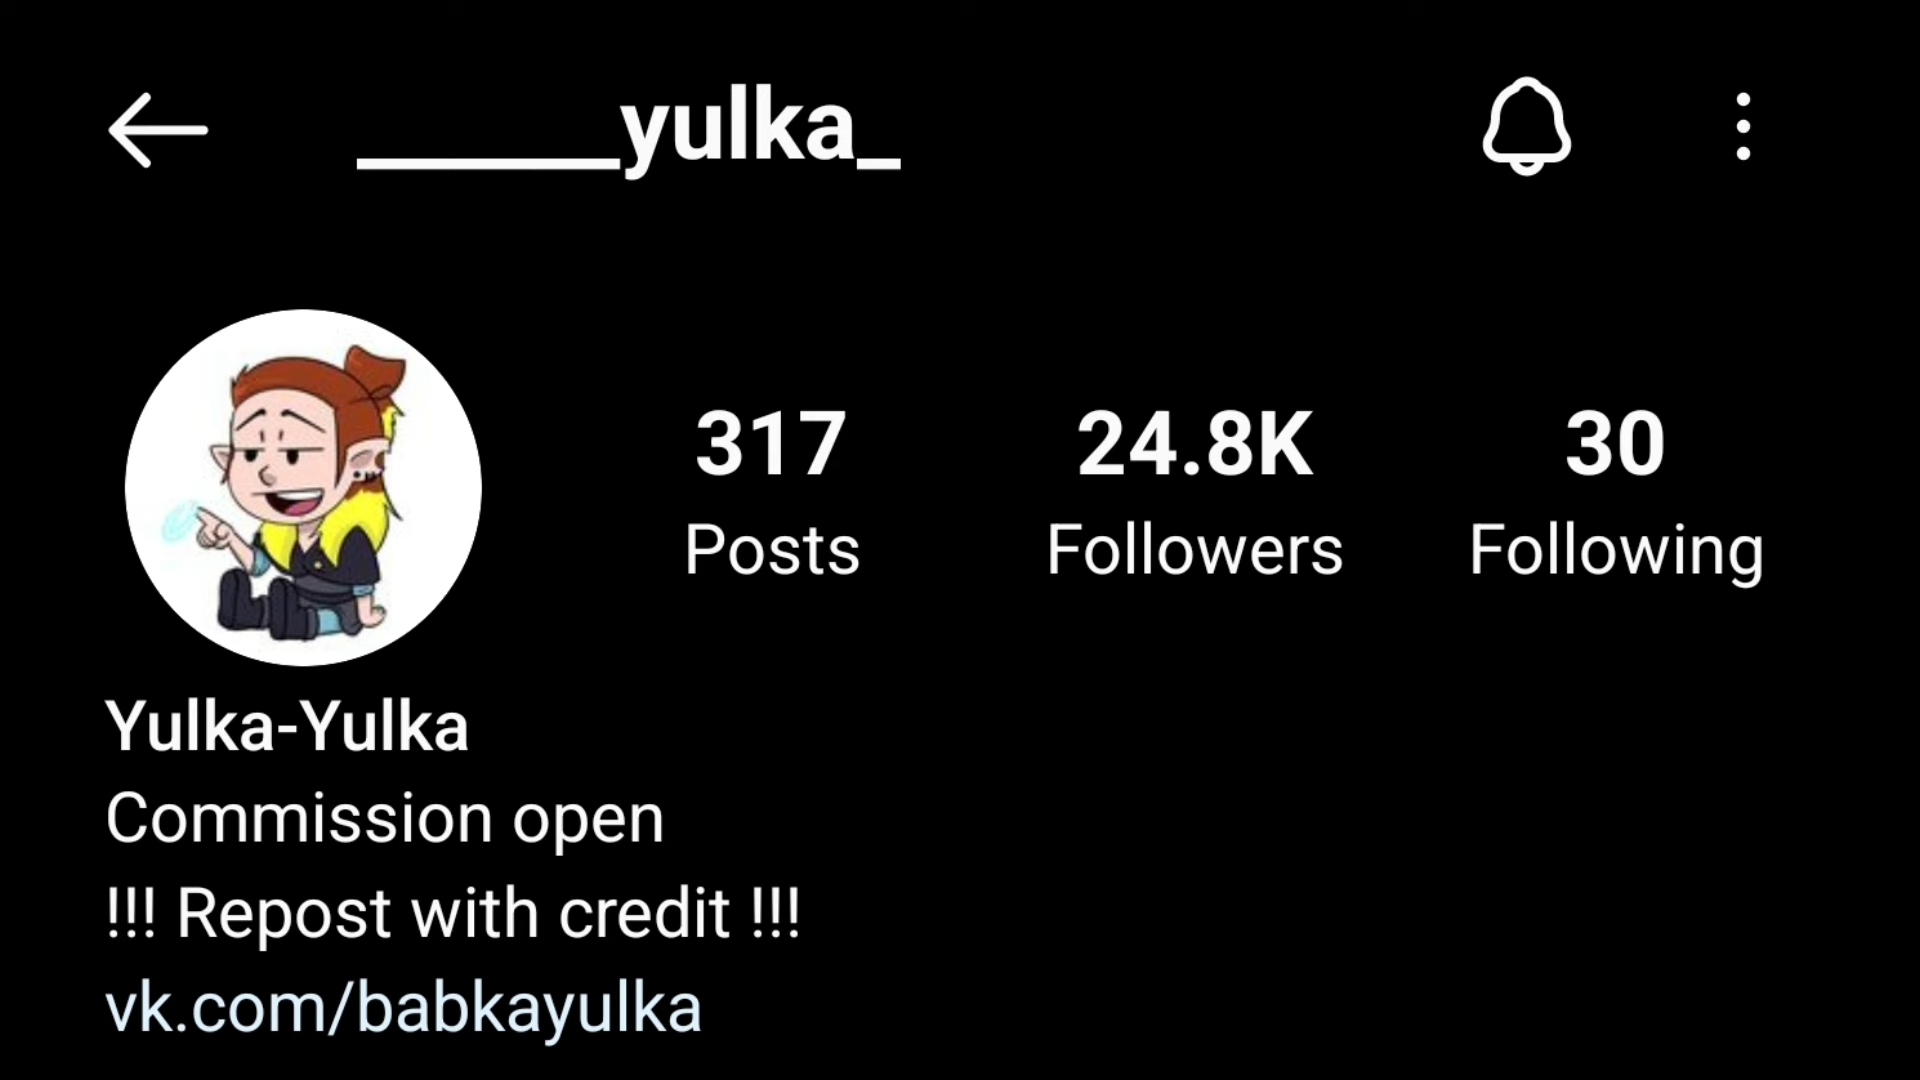 ______yulka_
317 24.8K 30
Posts Followers Following
Yulka-Yulka
Commission open
!!! Repost with credit !!!
vk.com/babkayulka